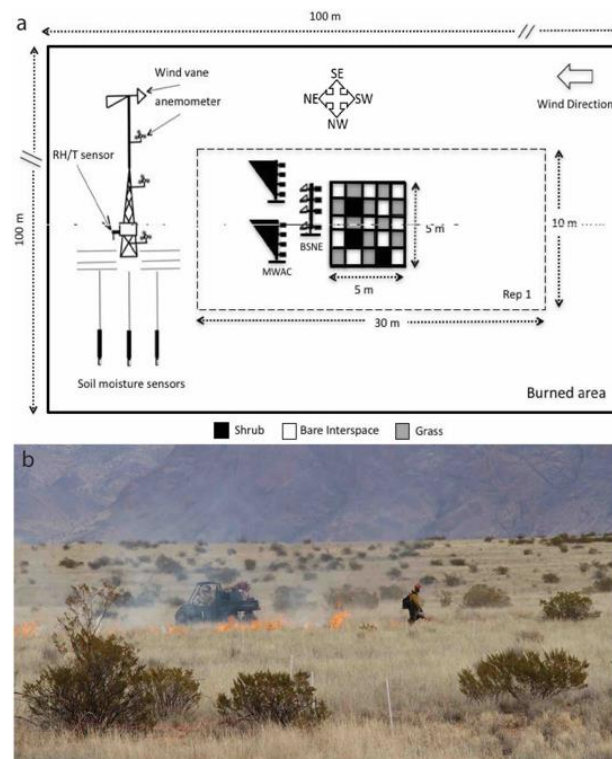 a
100 m
Wind vane
anemometer
RH/T sensor
SE
NE SW
NW
Wind Direction
100 m
BSNE
MWAC
5 m
5 m
10 m
Rep 1
30 m
Soil moisture sensors
Burned area
Shrub Bare Interspace Grass
b